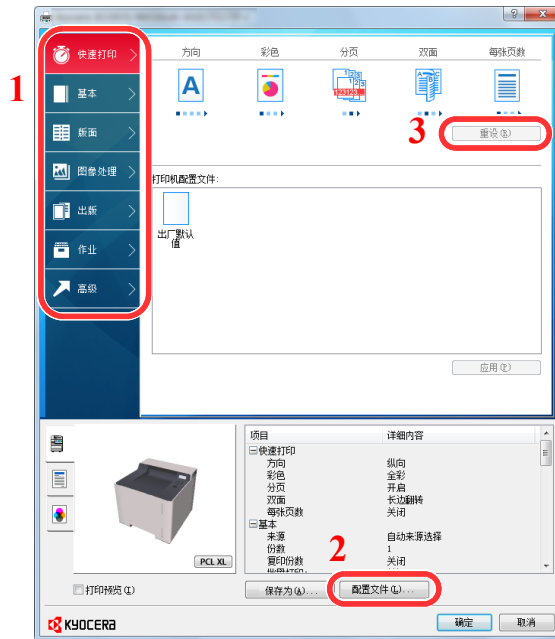 快速打印
基本
版面
图像处理
出版
作业
高级
1
方向 彩色 分页 双面 每张页数
A
123
123123
A B C
3
重设(R)
打印机配置文件:
出厂默认
值
应用(P)
项目 详细内容
快速打印
方向 纵向
彩色 全彩
分页 开启
双面 长边翻转
每张页数 关闭
基本
来源 自动来源选择
份数 1
复印份数 关闭
PCL XL
2
打印预览(I)
保存为(A)...
配置文件(L)...
KYOCERA
确定
取消